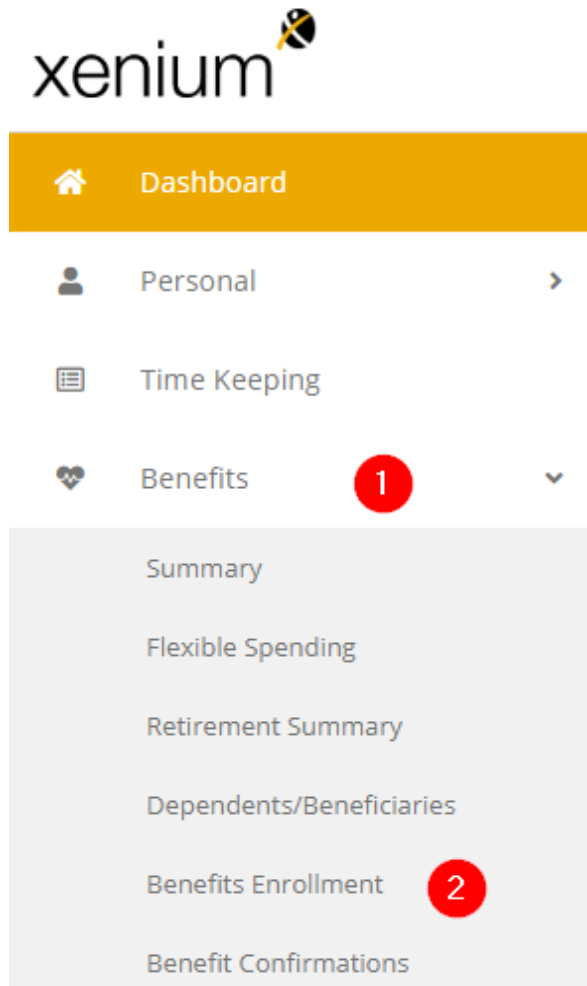 xenium
Dashboard
Personal
Time Keeping
Benefits 1
Summary
Flexible Spending
Retirement Summary
Dependents/Beneficiaries
Benefits Enrollment 2
Benefit Confirmations